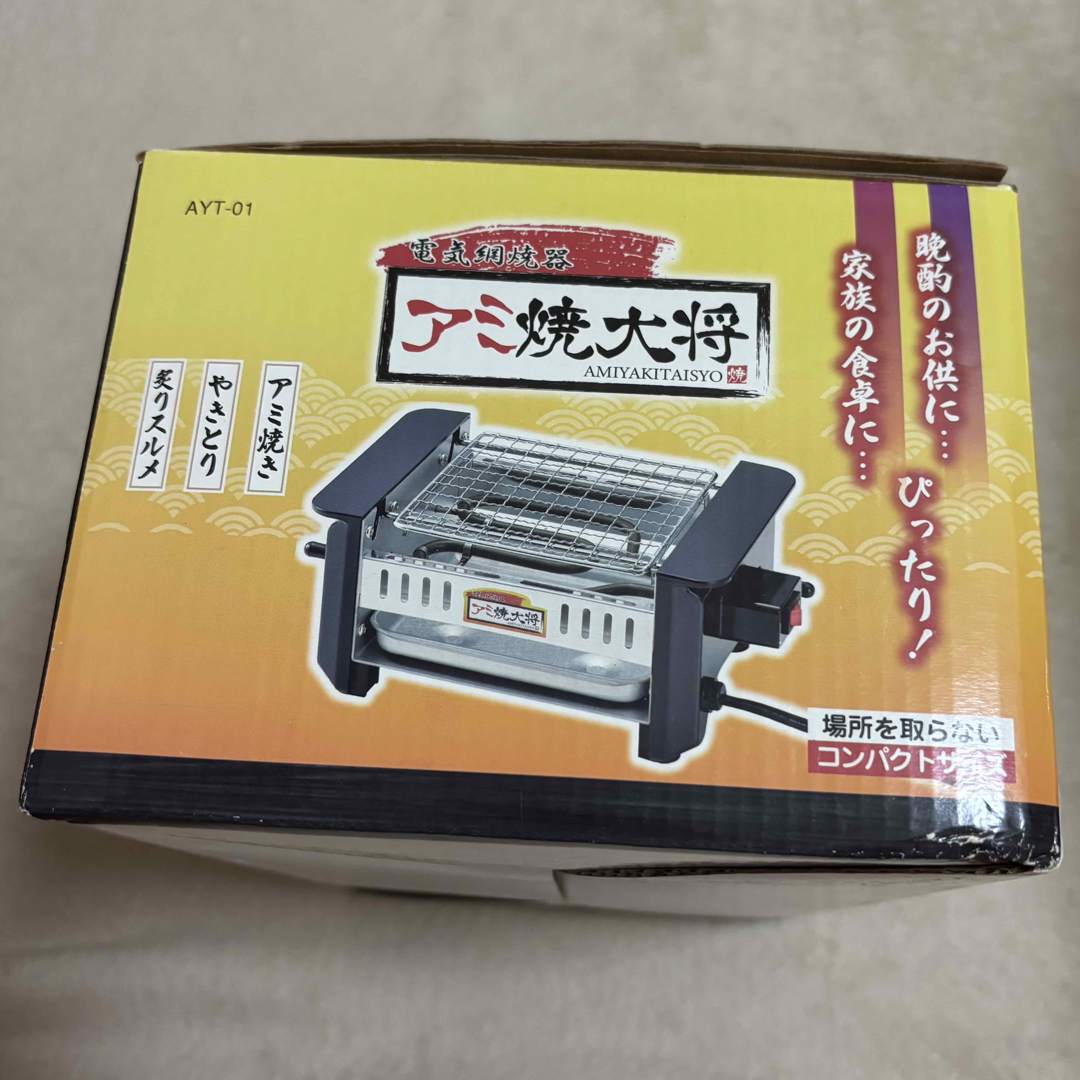 AYT-01
電気網焼器
アミ焼大将
AMIYAKITAISYO
焼
晩酌のお供に…
家族の食卓に…
ぴったり！
アミ焼き
やきとり
炙りスルメ
アミ焼大将
場所を取らない
コンパクトサイズ